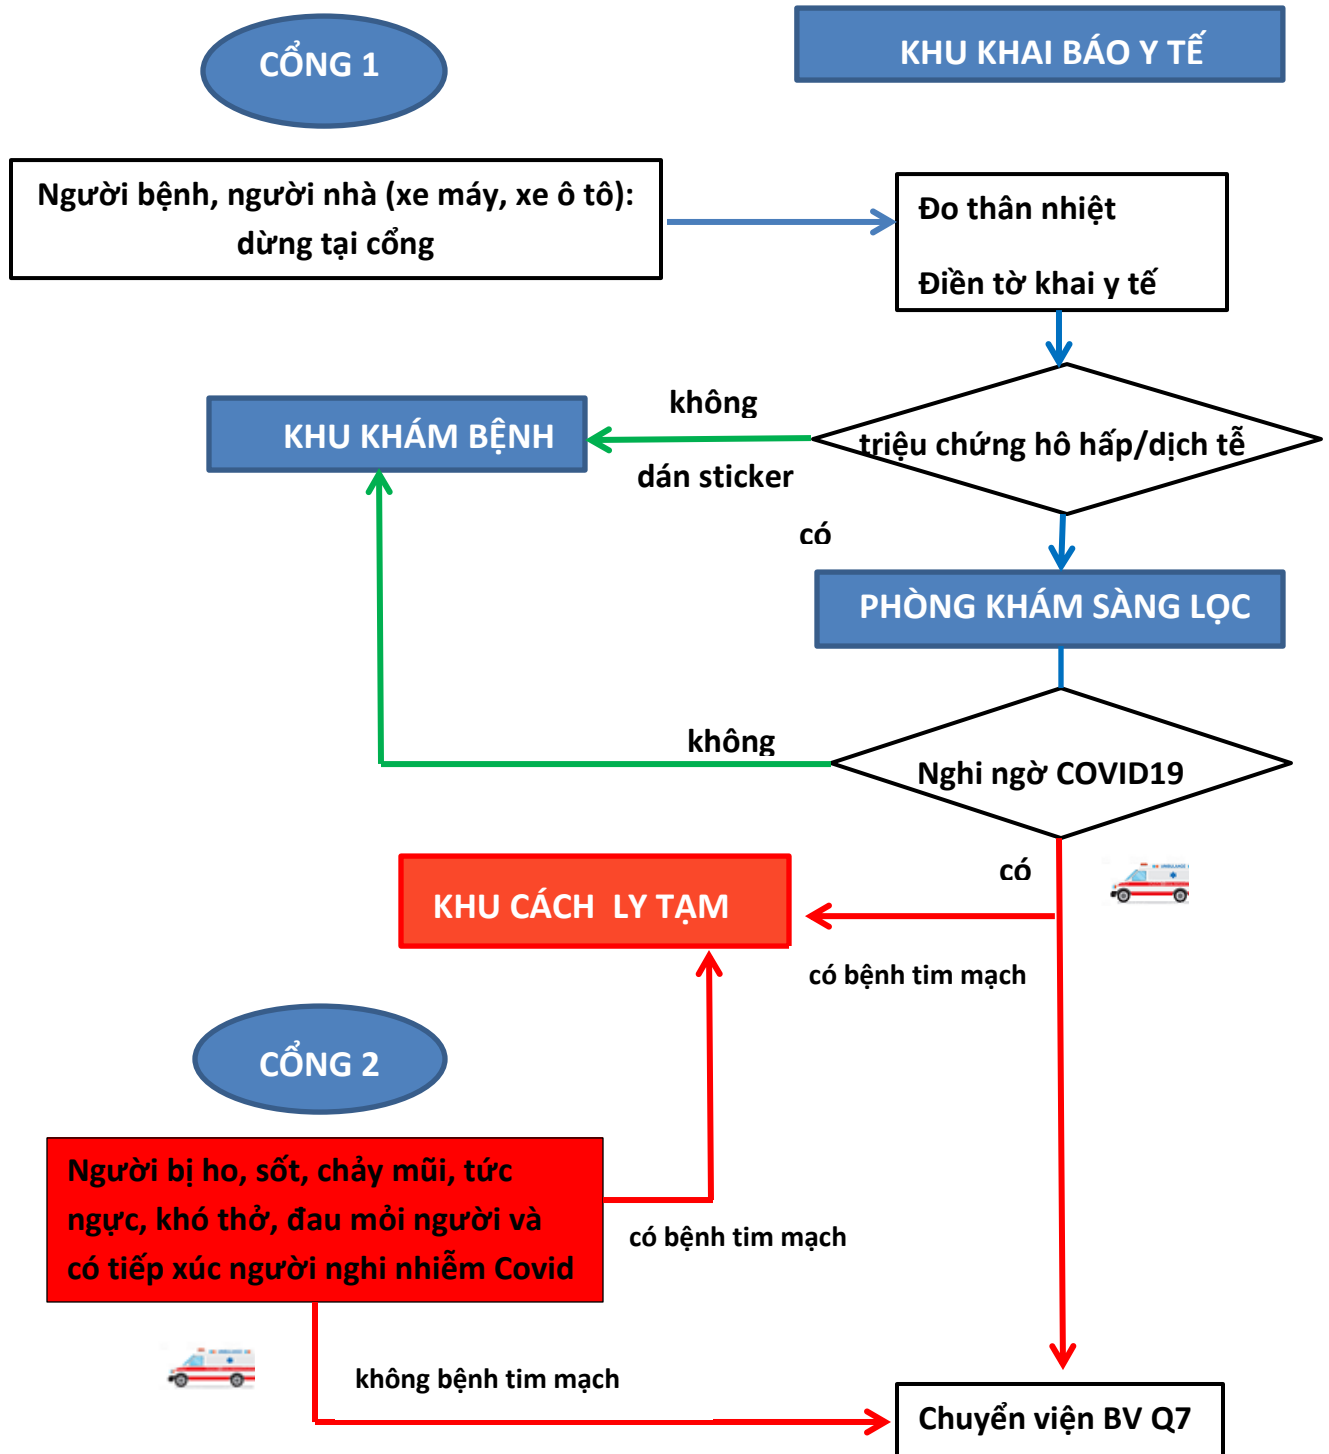 CỔNG 1
KHU KHAI BÁO Y TẾ
Người bệnh, người nhà (xe máy, xe ô tô):
dừng tại cổng
Đo thân nhiệt
Điền tờ khai y tế
không
KHU KHÁM BỆNH
triệu chứng hô hấp/dịch tễ
dán sticker
có
PHÒNG KHÁM SÀNG LỌC
không
Nghi ngờ COVID19
có
KHU CÁCH LY TẠM
có bệnh tim mạch
CỔNG 2
Người bị ho, sốt, chảy mũi, tức
ngực, khó thở, đau mỏi người và
có tiếp xúc người nghi nhiễm Covid
có bệnh tim mạch
không bệnh tim mạch
Chuyển viện BV Q7